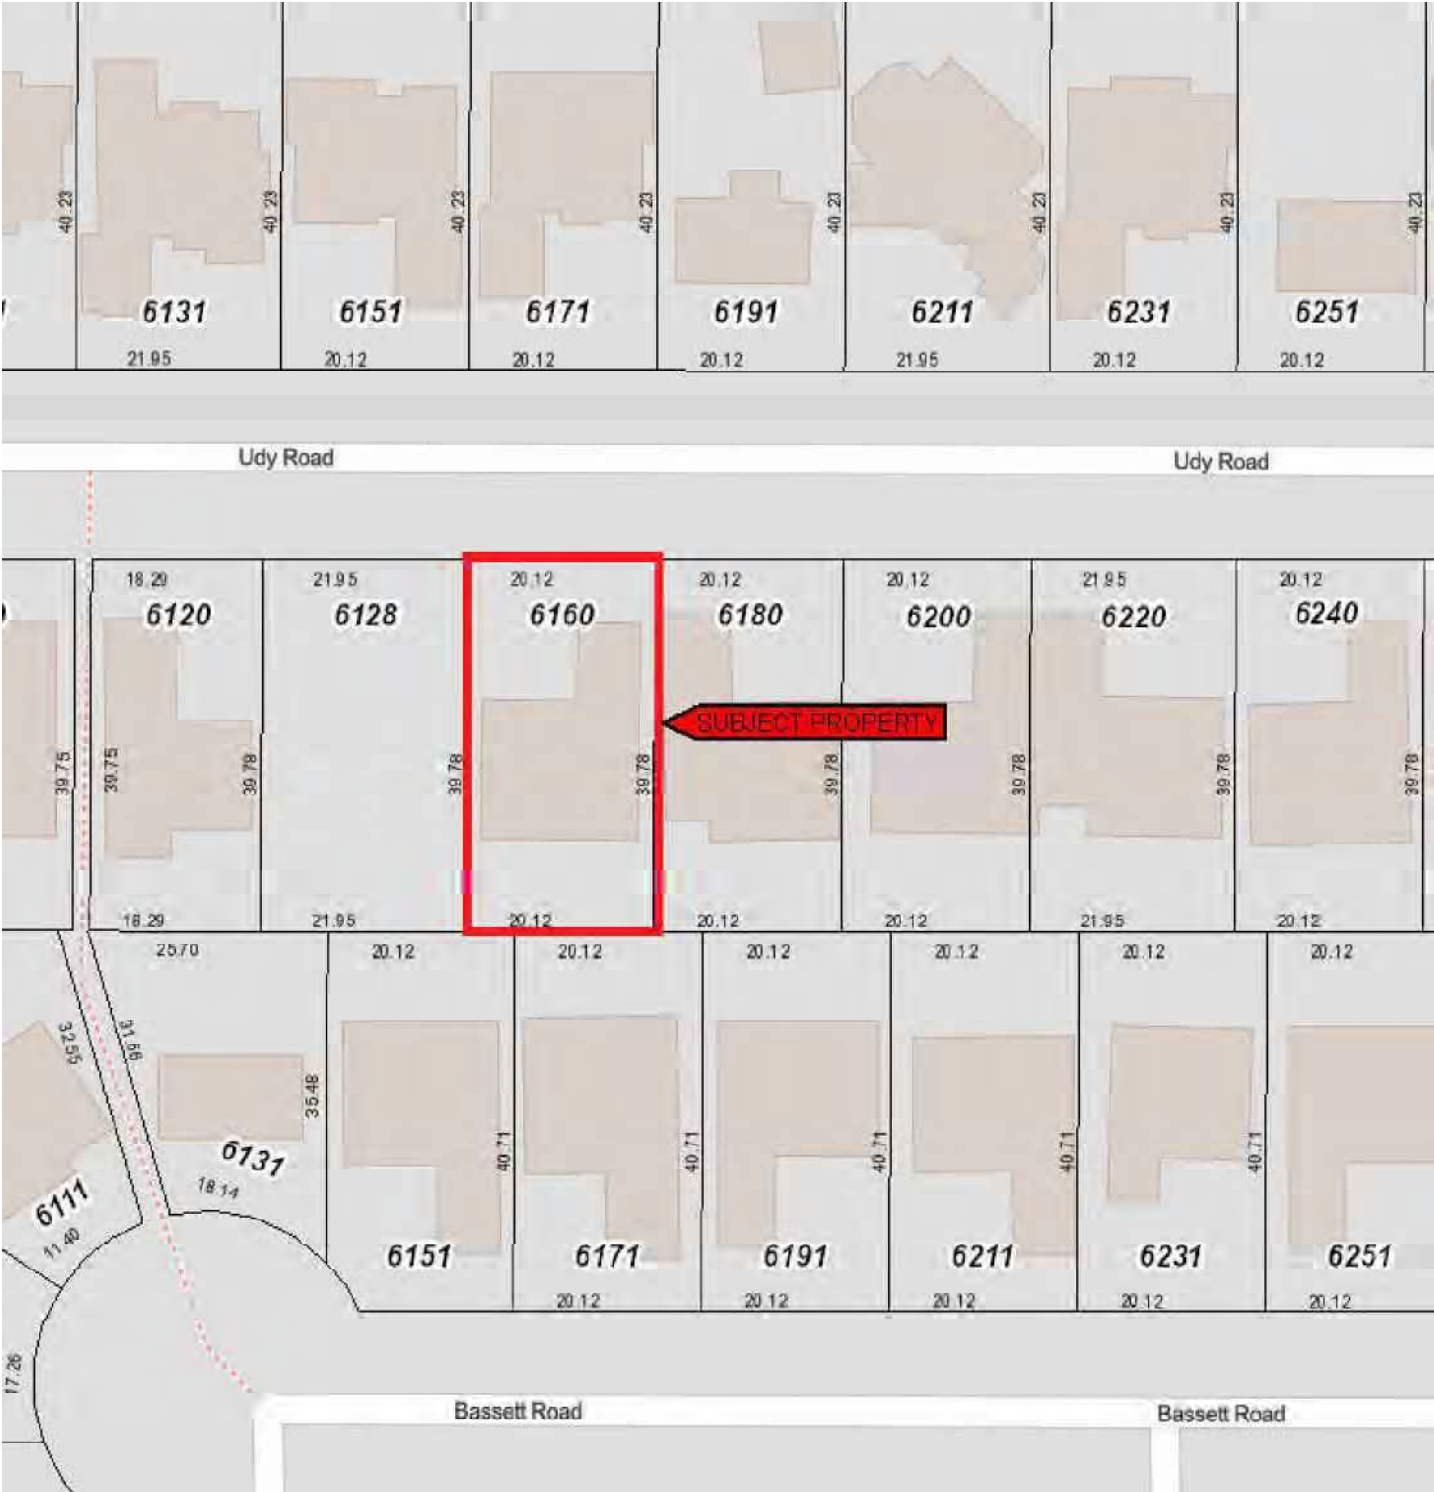 40.23 40.23 40.23 40.23 40.23 40.23 40.23
6131 6151 6171 6191 6211 6231 6251
21.95 20.12 20.12 20.12 21.95 20.12 20.12
Udy Road Udy Road
18.29 21.95 20.12 20.12 20.12 21.95 20.12
6120 6128 6160 6180 6200 6220 6240
SUBJECT PROPERTY
39.75 39.75 39.78 39.78 39.78 39.78 39.78 39.78 39.78
18.29 21.95 20.12 20.12 20.12 21.95 20.12
25.70 20.12 20.12 20.12 20.12 20.12 20.12
32.55 31.56 35.48
40.71 40.71 40.71 40.71 40.71
6131
18.14
6111
11.40
6151 6171 6191 6211 6231 6251
20.12 20.12 20.12 20.12 20.12
17.26
Bassett Road Bassett Road